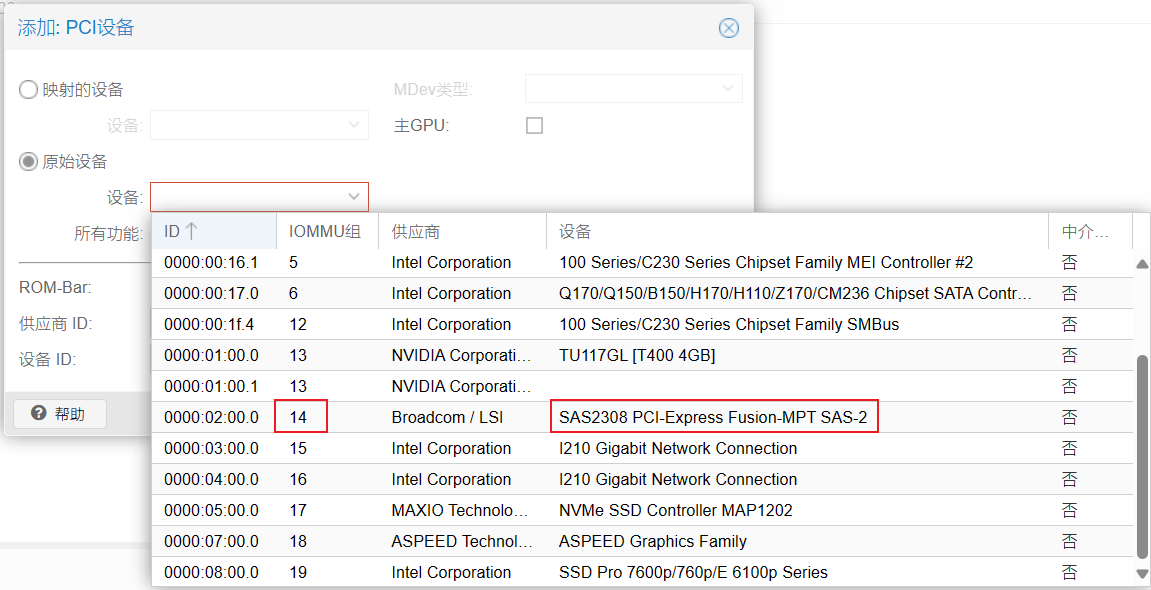 添加: PCI设备
映射的设备
MDev类型:
设备:
主GPU:
原始设备
设备:
所有功能:
ROM-Bar:
供应商 ID:
设备 ID:
帮助
ID IOMMU组 供应商 设备 中介…
0000:00:16.1 5 Intel Corporation 100 Series/C230 Series Chipset Family MEI Controller #2 否
0000:00:17.0 6 Intel Corporation Q170/Q150/B150/H170/H110/Z170/CM236 Chipset SATA Contr… 否
0000:00:1f.4 12 Intel Corporation 100 Series/C230 Series Chipset Family SMBus 否
0000:01:00.0 13 NVIDIA Corporati… TU117GL [T400 4GB] 否
0000:01:00.1 13 NVIDIA Corporati… 否
0000:02:00.0 14 Broadcom / LSI SAS2308 PCI-Express Fusion-MPT SAS-2 否
0000:03:00.0 15 Intel Corporation I210 Gigabit Network Connection 否
0000:04:00.0 16 Intel Corporation I210 Gigabit Network Connection 否
0000:05:00.0 17 MAXIO Technolo… NVMe SSD Controller MAP1202 否
0000:07:00.0 18 ASPEED Technol… ASPEED Graphics Family 否
0000:08:00.0 19 Intel Corporation SSD Pro 7600p/760p/E 6100p Series 否